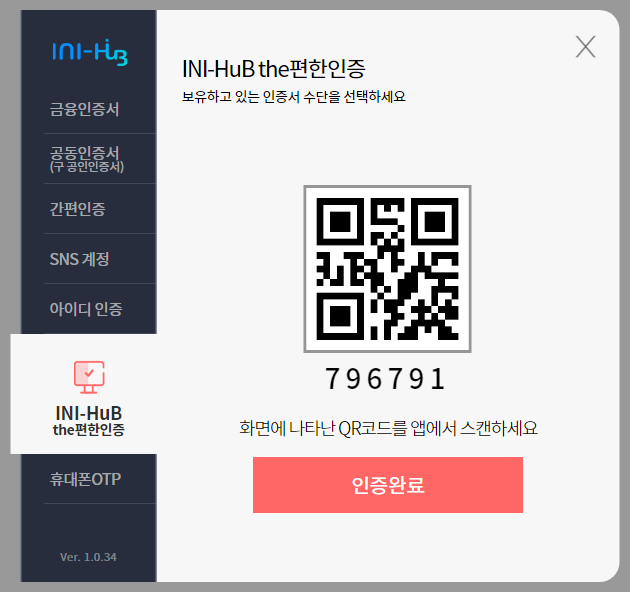 INI-HuB
금융인증서
공동인증서
(구 공인인증서)
간편인증
SNS 계정
아이디 인증
INI-HuB
the편한인증
휴대폰OTP
Ver. 1.0.34
INI-HuB the편한인증
보유하고 있는 인증서 수단을 선택하세요
796791
화면에 나타난 QR코드를 앱에서 스캔하세요
인증완료